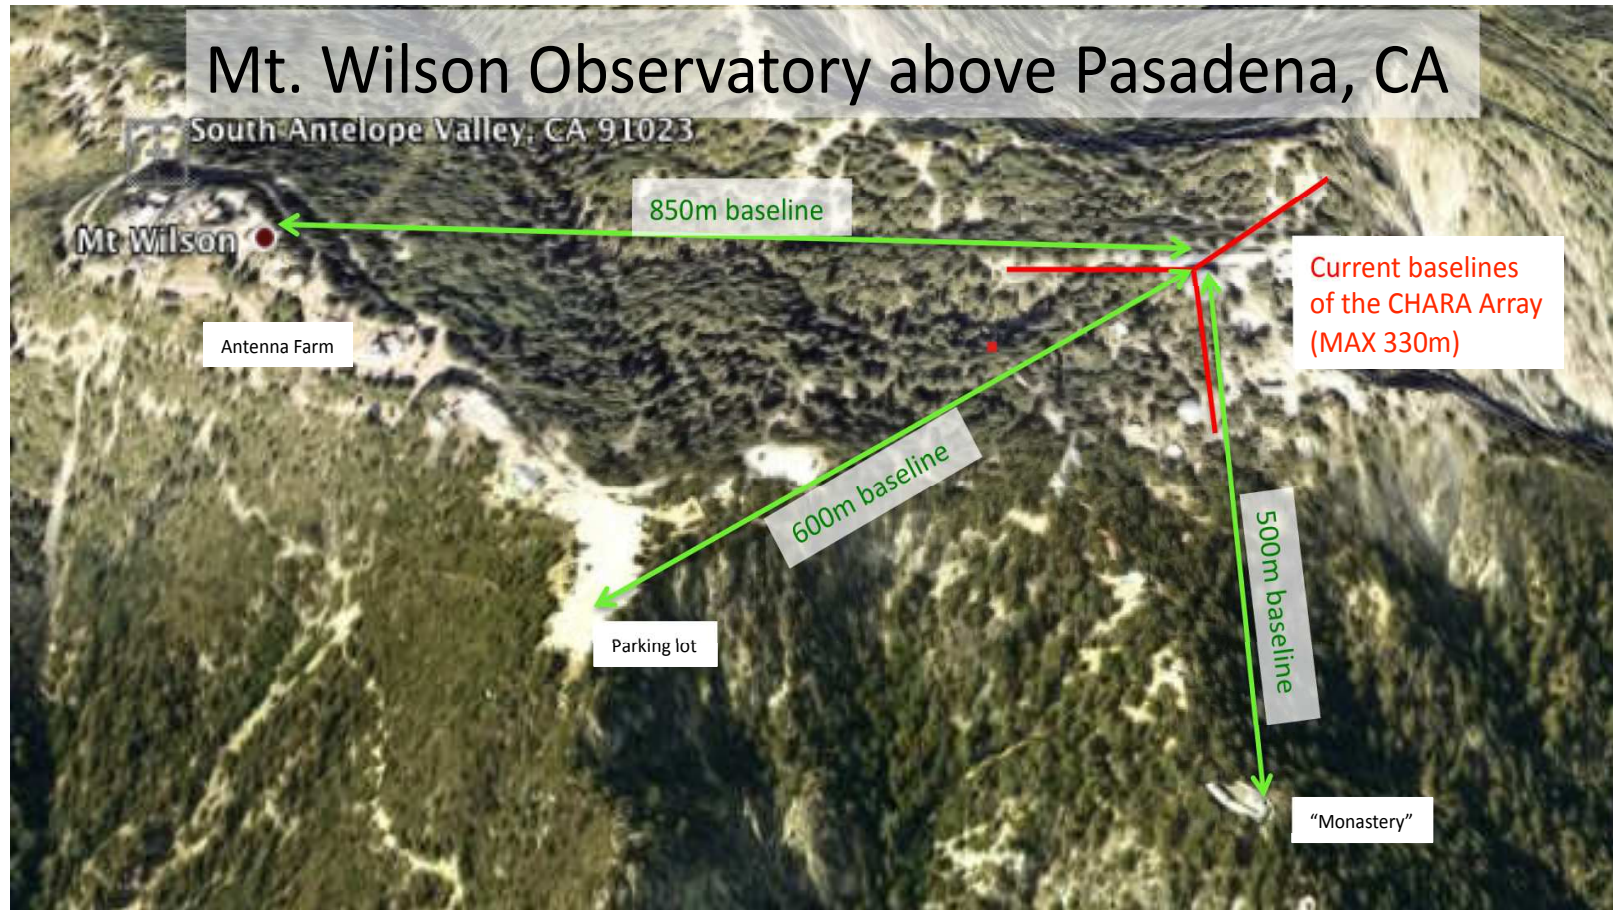 Mt. Wilson Observatory above Pasadena, CA
South Antelope Valley, CA 91023
850m baseline
Mt Wilson
Current baselines
of the CHARA Array
(MAX 330m)
Antenna Farm
600m baseline
500m baseline
Parking lot
“Monastery”